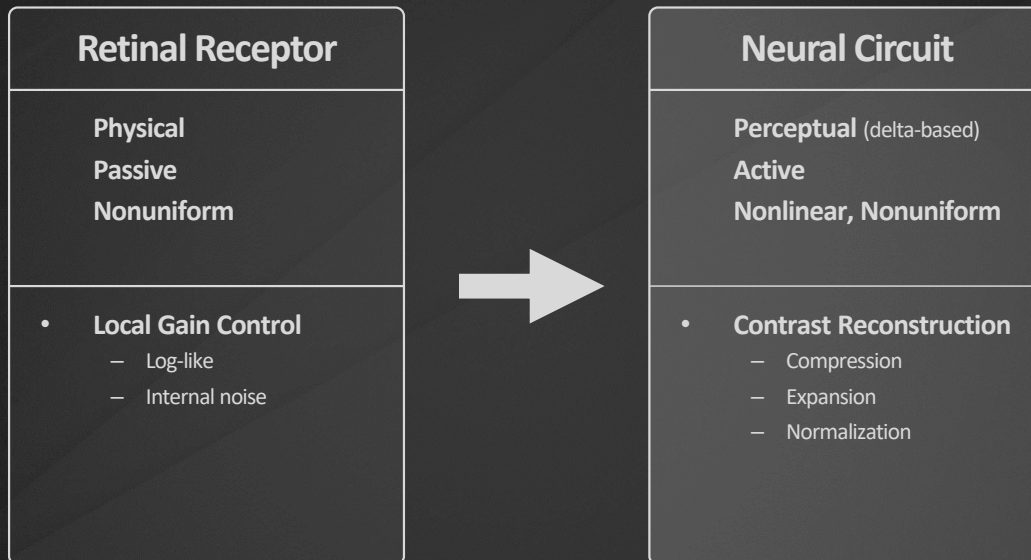 Retinal Receptor
Physical
Passive
Nonuniform
• Local Gain Control
– Log-like
– Internal noise
Neural Circuit
Perceptual (delta-based)
Active
Nonlinear, Nonuniform
• Contrast Reconstruction
– Compression
– Expansion
– Normalization